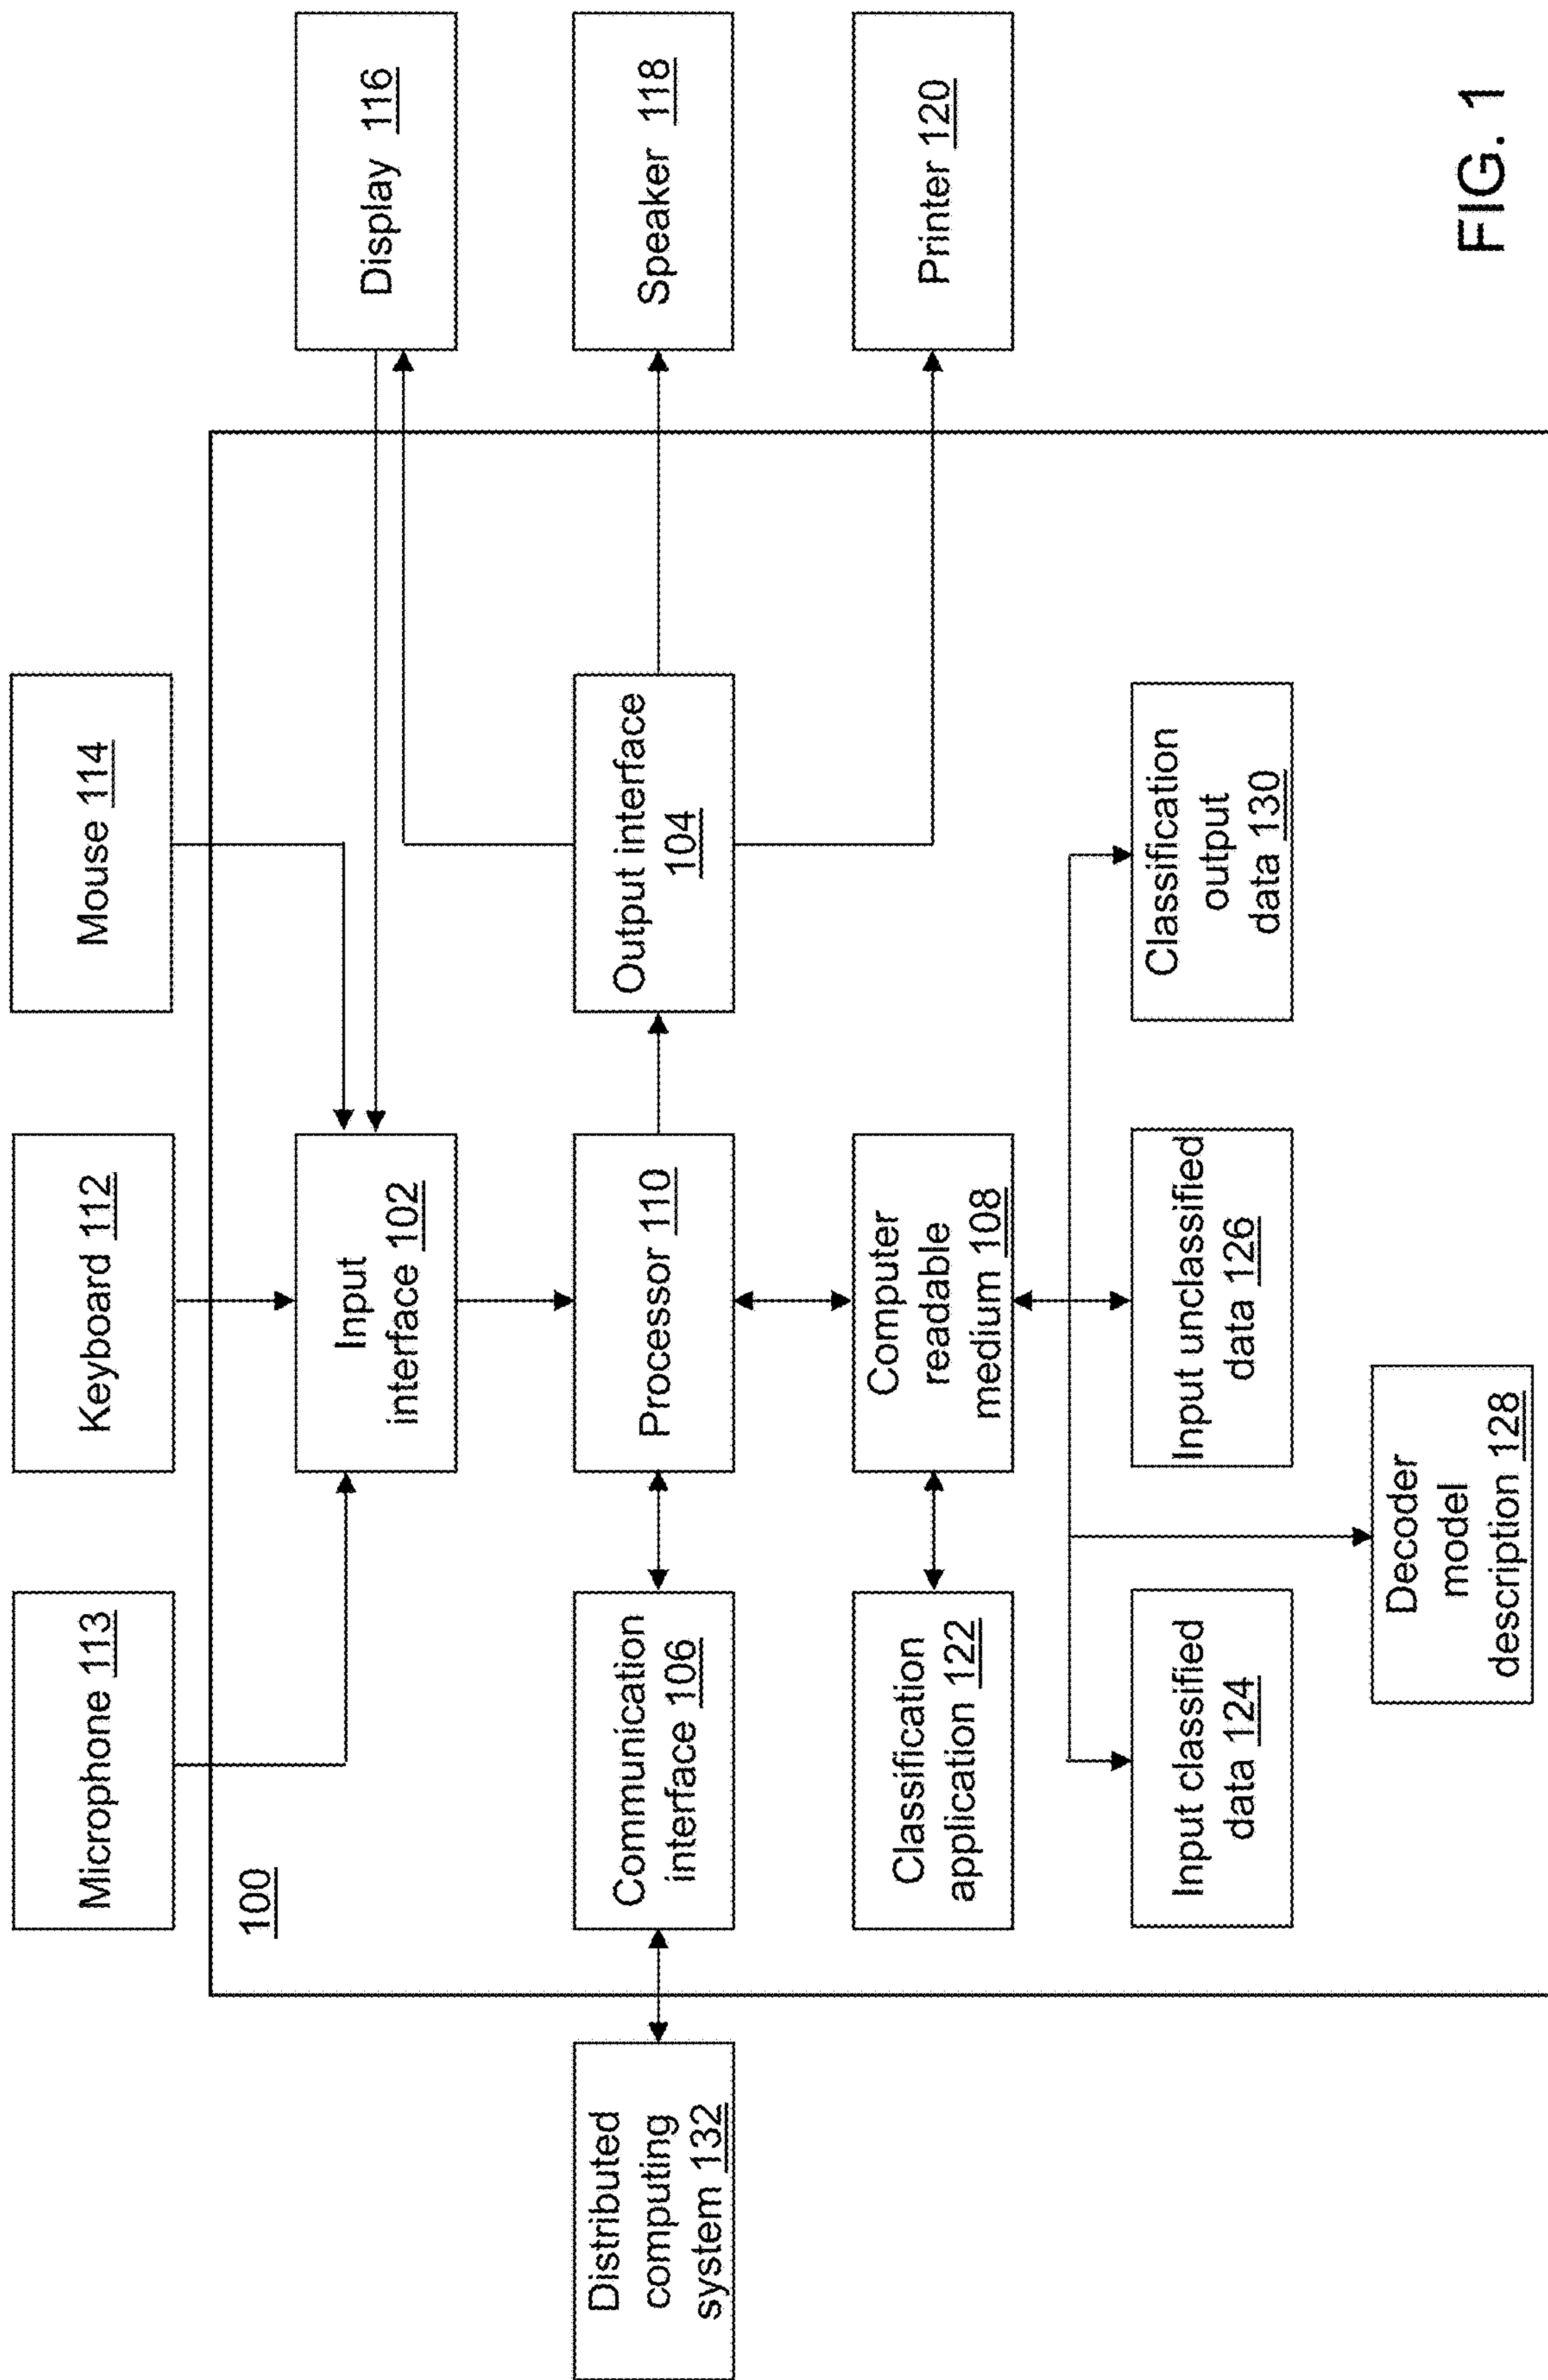 Microphone 113
Keyboard 112
Mouse 114
100
Input
interface 102
Display 116
Distributed
computing
system 132
Communication
interface 106
Processor 110
Output interface
104
Speaker 118
Classification
application 122
Computer
readable
medium 108
Printer 120
Input classified
data 124
Input unclassified
data 126
Classification
output
data 130
Decoder
model
description 128
FIG. 1